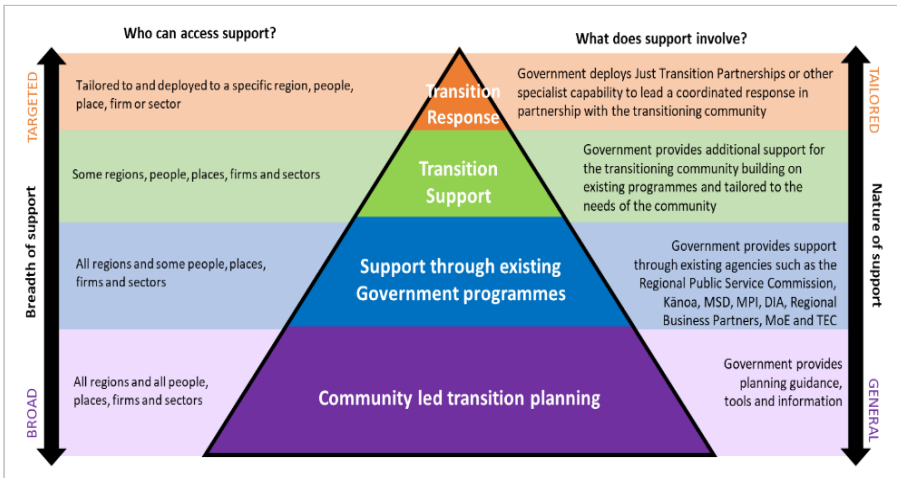 Who can access support?
What does support involve?
TARGETED
Tailored to and deployed to a specific region, people,
place, firm or sector
Transition
Response
Government deploys Just Transition Partnerships or other
specialist capability to lead a coordinated response in
partnership with the transitioning community
TAILORED
Some regions, people, places, firms and sectors
Transition
Support
Government provides additional support for
the transitioning community building on
existing programmes and tailored to the
needs of the community
Breadth of support
Nature of support
All regions and some people, places,
firms and sectors
Support through existing
Government programmes
Government provides support
through existing agencies such as the
Regional Public Service Commission,
Kānoa, MSD, MPI, DIA, Regional
Business Partners, MoE and TEC
BROAD
All regions and all people,
places, firms and sectors
Community led transition planning
Government provides
planning guidance,
tools and information
GENERAL